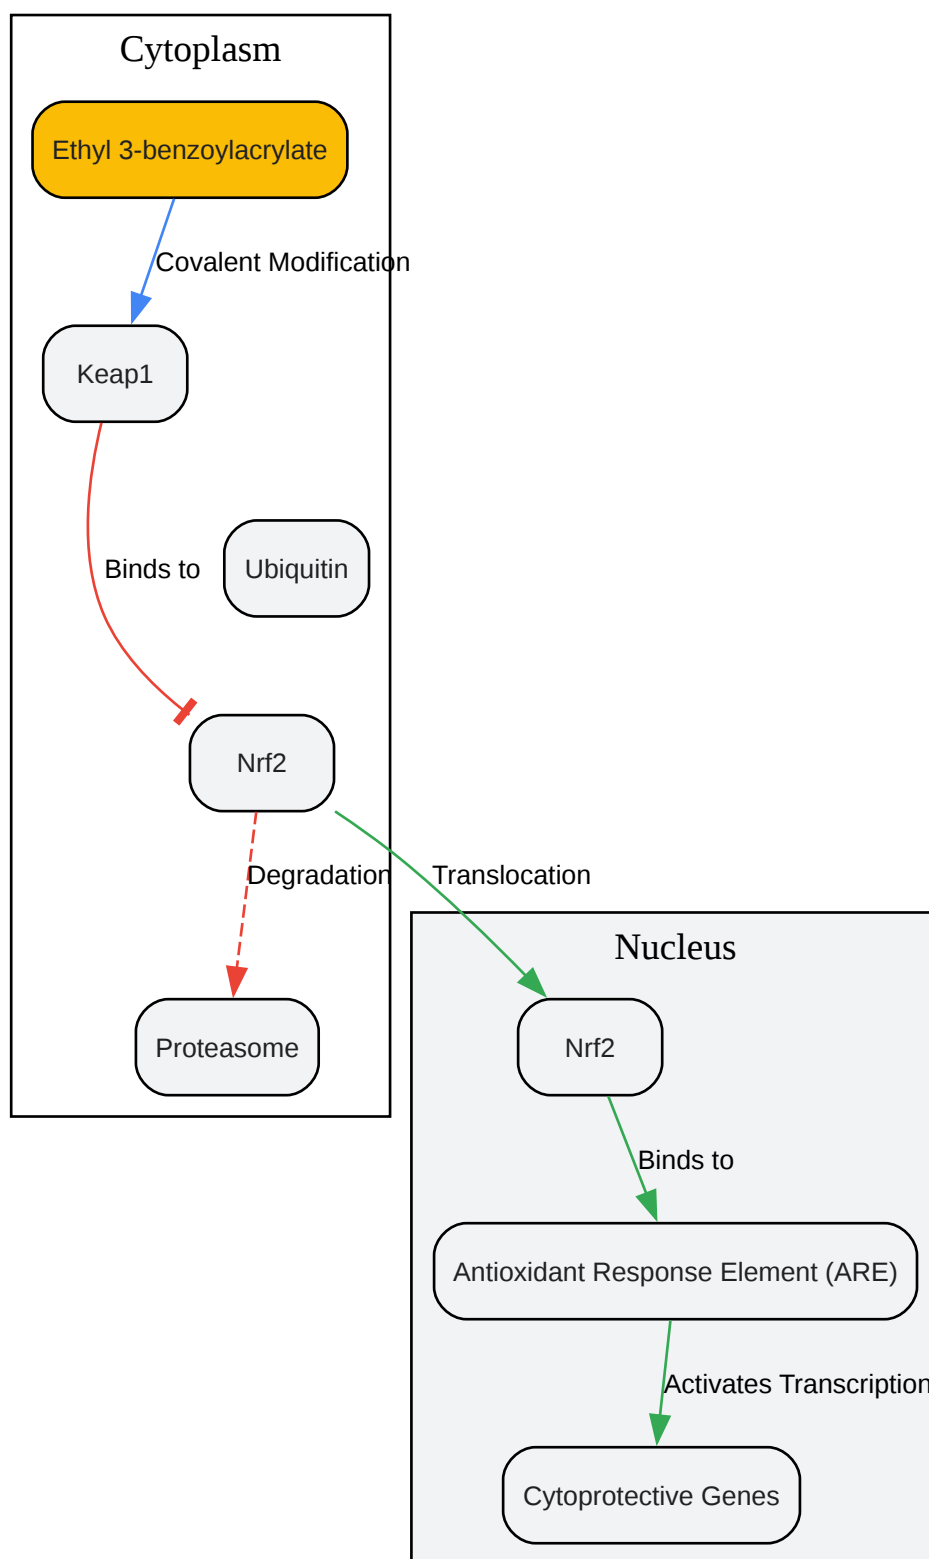 Cytoplasm
Ethyl 3-benzoylacrylate
Covalent Modification
Keap1
Binds to
Ubiquitin
Nrf2
Degradation
Translocation
Proteasome
Nucleus
Nrf2
Binds to
Antioxidant Response Element (ARE)
Activates Transcription
Cytoprotective Genes